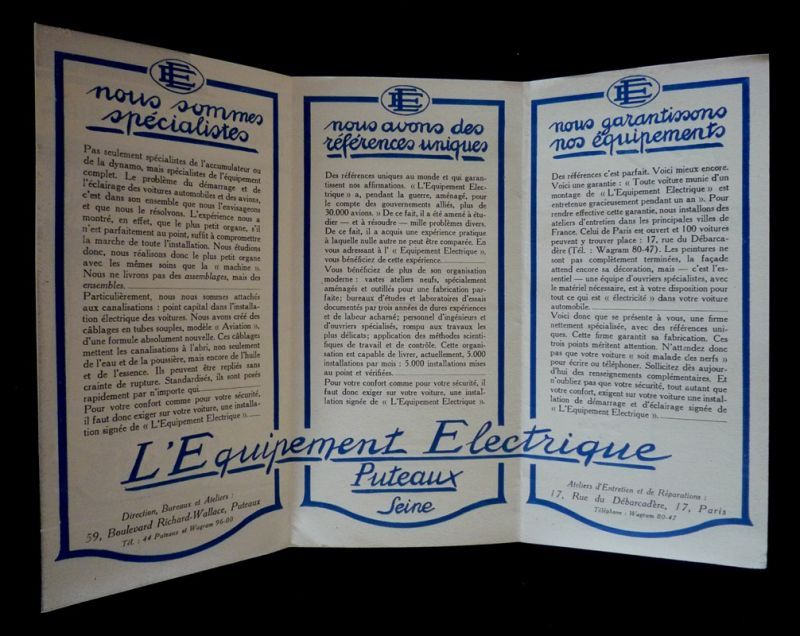 EE
nous sommes
spécialistes
Pas seulement spécialistes de l'accumulateur ou
de la dynamo, mais spécialistes de l'équipement
complet. Le problème du démarrage et de
l'éclairage des voitures automobiles et des avions,
c'est dans son ensemble que nous l'envisageons
et que nous le résolvons. L'expérience nous a
montré, en effet, que le plus petit organe, s'il
n'est parfaitement au point, suffit à compromettre
la marche de toute l'installation. Nous étudions
donc, nous réalisons donc le plus petit organe
avec les mêmes soins que la « machine ».
Nous ne livrons pas des assemblages, mais des
ensembles.
Particulièrement, nous nous sommes attachés
aux canalisations : point capital dans l'installa-
tion électrique des voitures. Nous avons créé des
câblages en tubes souples, modèle « Aviation »,
d'une formule absolument nouvelle. Ces câblages
mettent les canalisations à l'abri, non seulement
de l'eau et de la poussière, mais encore de l'huile
et de l'essence. Ils peuvent être repliés sans
crainte de rupture. Standardisés, ils sont posés
rapidement par n'importe qui.
Pour votre confort comme pour votre sécurité,
il faut donc exiger sur votre voiture, une installa-
tion signée de « L'Equipement Electrique ».
EE
nous avons des
références uniques
Des références uniques au monde et qui garan-
tissent nos affirmations. « L'Equipement Elec-
trique » a, pendant la guerre, aménagé, pour
le compte des gouvernements alliés, plus de
30.000 avions. » De ce fait, il a été amené à étu-
dier — et à résoudre — mille problèmes divers.
De ce fait, il a acquis une expérience pratique
à laquelle nulle autre ne peut être comparée. En
vous adressant à l' « Equipement Electrique »,
vous bénéficiez de cette expérience.
Vous bénéficiez de plus de son organisation
moderne : vastes ateliers neufs, spécialement
aménagés et outillés pour une fabrication par-
faite; bureaux d'études et laboratoires d'essais
documentés par trois années de dures expériences
et de labeur acharné; personnel d'ingénieurs et
d'ouvriers spécialisés, rompu aux travaux les
plus délicats; application des méthodes scienti-
fiques de travail et de contrôle. Cette organi-
sation est capable de livrer, actuellement, 5.000
installations par mois : 5.000 installations mises
au point et vérifiées.
Pour votre confort comme pour votre sécurité, il
faut donc exiger sur votre voiture, une instal-
lation signée de « L'Equipement Electrique ».
EE
nous garantissons
nos équipements
Des références c'est parfait. Voici mieux encore.
Voici une garantie : « Toute voiture munie d'un
montage de « L'Equipement Electrique » est
entretenue gracieusement pendant un an ». Pour
rendre effective cette garantie, nous installons des
ateliers d'entretien dans les principales villes de
France. Celui de Paris est ouvert et 100 voitures
peuvent y trouver place : 17, rue du Débarca-
dère (Tél. : Wagram 80-47). Les peintures ne
sont pas complètement terminées, la façade
attend encore sa décoration, mais — c'est l'es-
sentiel — une équipe d'ouvriers spécialistes, avec
le matériel nécessaire, est à votre disposition pour
tout ce qui est « électricité » dans votre voiture
automobile.
Voici donc que se présente à vous, une firme
nettement spécialisée, avec des références uni-
ques. Cette firme garantit sa fabrication. Ces
trois points méritent attention. N'attendez donc
pas que votre voiture « soit malade des nerfs »
pour écrire ou téléphoner. Sollicitez dès aujour-
d'hui des renseignements complémentaires. Et
n'oubliez pas que votre sécurité, tout autant que
votre confort, exigent sur votre voiture une instal-
lation de démarrage et d'éclairage signée de
« L'Equipement Electrique ».
L'Equipement Electrique
Puteaux
Seine
Direction, Bureaux et Ateliers :
59, Boulevard Richard-Wallace, Puteaux
Tél. : 44 Puteaux et Wagram 96-00
Ateliers d'Entretien et de Réparations :
17, Rue du Débarcadère, 17, Paris
Téléphone : Wagram 80-47